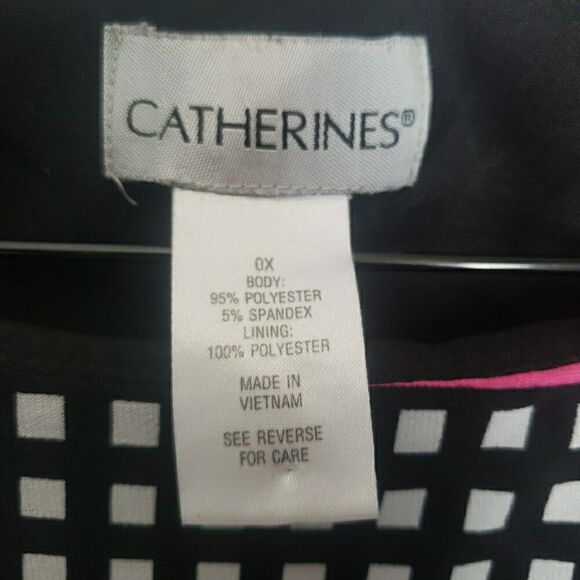 CATHERINES®
0X
BODY:
95% POLYESTER
5% SPANDEX
LINING:
100% POLYESTER
MADE IN
VIETNAM
SEE REVERSE
FOR CARE